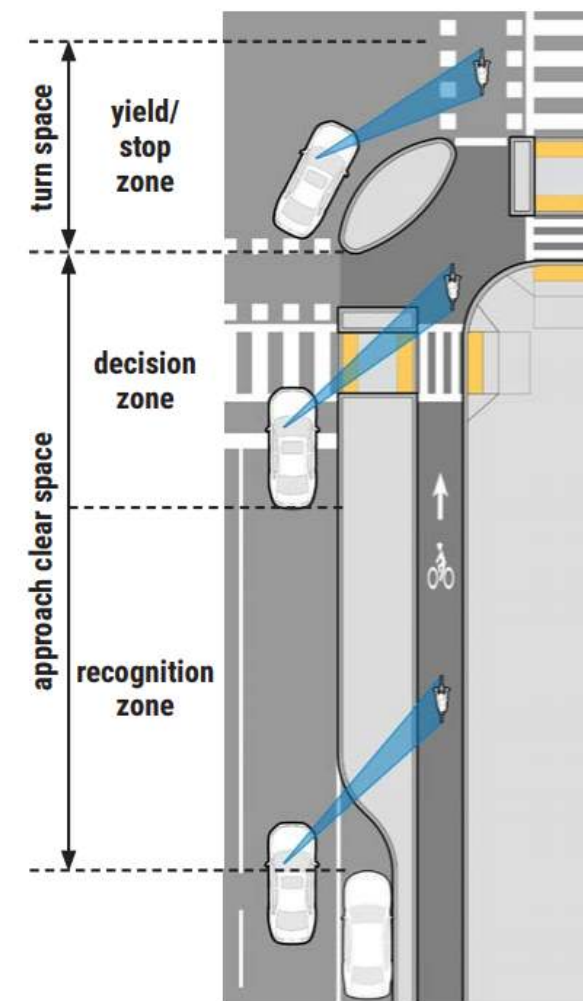 turn space
yield/
stop
zone
approach clear space
decision
zone
recognition
zone